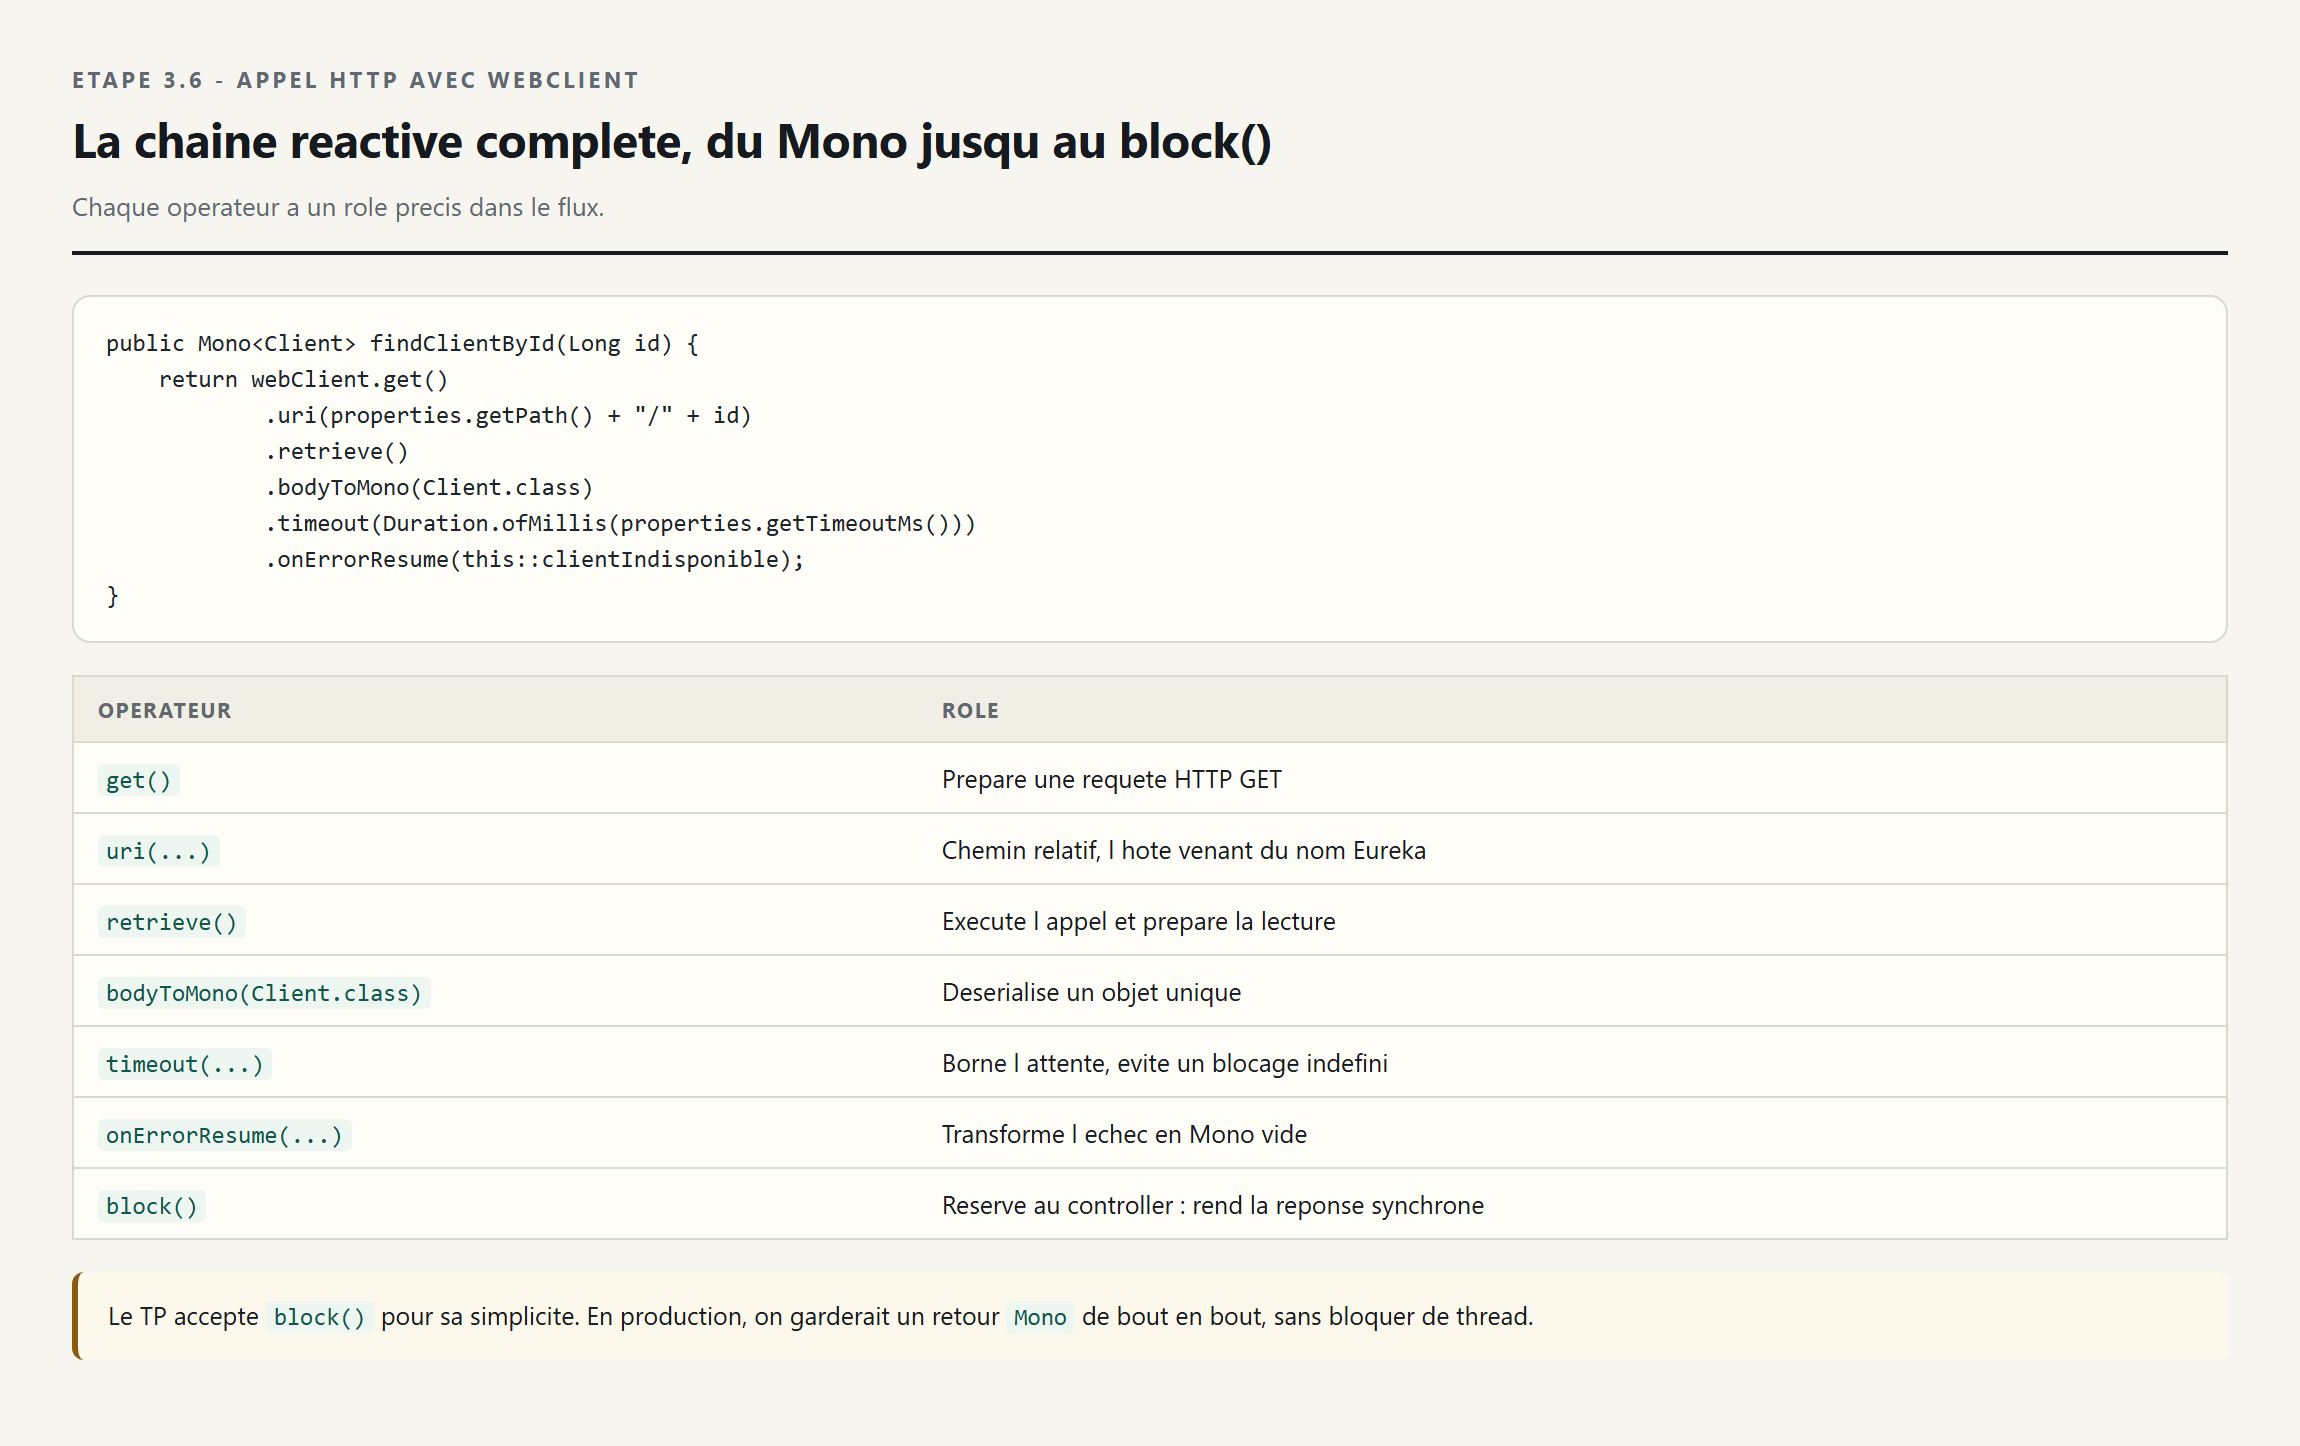 ETAPE 3.6 - APPEL HTTP AVEC WEBCLIENT
La chaine reactive complete, du Mono jusqu au block()
Chaque operateur a un role precis dans le flux.
public Mono<Client> findClientById(Long id) {
    return webClient.get()
            .uri(properties.getPath() + "/" + id)
            .retrieve()
            .bodyToMono(Client.class)
            .timeout(Duration.ofMillis(properties.getTimeoutMs()))
            .onErrorResume(this::clientIndisponible);
}
OPERATEUR ROLE
get() Prepare une requete HTTP GET
uri(...) Chemin relatif, l hote venant du nom Eureka
retrieve() Execute l appel et prepare la lecture
bodyToMono(Client.class) Deserialise un objet unique
timeout(...) Borne l attente, evite un blocage indefini
onErrorResume(...) Transforme l echec en Mono vide
block() Reserve au controller : rend la reponse synchrone
Le TP accepte block() pour sa simplicite. En production, on garderait un retour Mono de bout en bout, sans bloquer de thread.